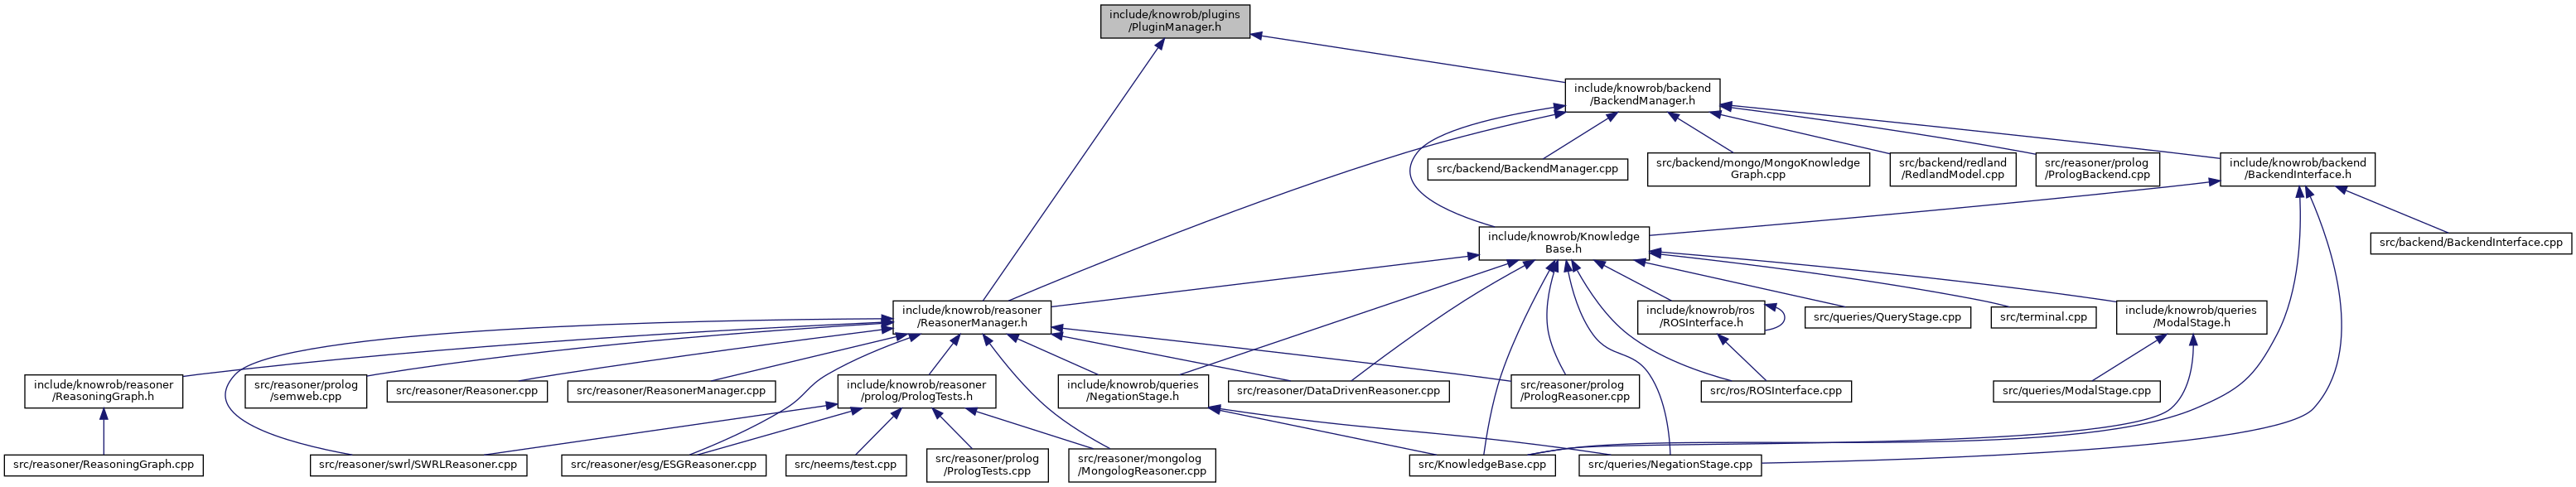 include/knowrob/plugins
/PluginManager.h
include/knowrob/backend
/BackendManager.h
src/backend/BackendManager.cpp
src/backend/mongo/MongoKnowledge
Graph.cpp
src/backend/redland
/RedlandModel.cpp
src/reasoner/prolog
/PrologBackend.cpp
include/knowrob/backend
/BackendInterface.h
include/knowrob/Knowledge
Base.h
src/backend/BackendInterface.cpp
include/knowrob/reasoner
/ReasonerManager.h
include/knowrob/ros
/ROSInterface.h
src/queries/QueryStage.cpp
src/terminal.cpp
include/knowrob/queries
/ModalStage.h
include/knowrob/reasoner
/ReasoningGraph.h
src/reasoner/prolog
/semweb.cpp
src/reasoner/Reasoner.cpp
src/reasoner/ReasonerManager.cpp
include/knowrob/reasoner
/prolog/PrologTests.h
include/knowrob/queries
/NegationStage.h
src/reasoner/DataDrivenReasoner.cpp
src/reasoner/prolog
/PrologReasoner.cpp
src/ros/ROSInterface.cpp
src/queries/ModalStage.cpp
src/reasoner/ReasoningGraph.cpp
src/reasoner/swrl/SWRLReasoner.cpp
src/reasoner/esg/ESGReasoner.cpp
src/neems/test.cpp
src/reasoner/prolog
/PrologTests.cpp
src/reasoner/mongolog
/MongologReasoner.cpp
src/KnowledgeBase.cpp
src/queries/NegationStage.cpp